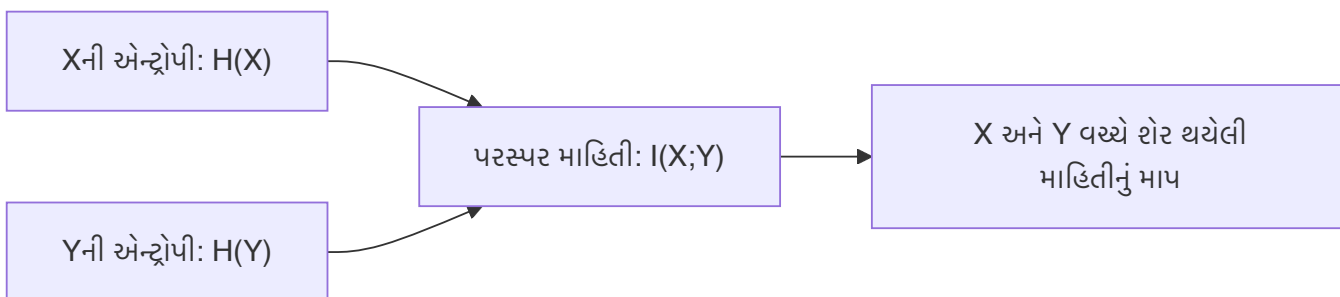 Xની એન્ટ્રોપી: H(X)
Yની એન્ટ્રોપી: H(Y)
પરસ્પર માહિતી: I(X;Y)
X અને Y વચ્ચે શેર થયેલી
માહિતીનું માપ